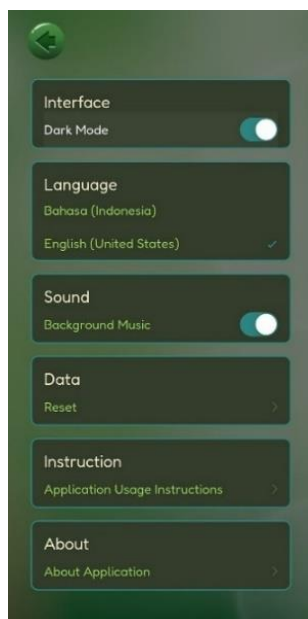 Interface
Dark Mode
Language
Bahasa (Indonesia)
English (United States)
Sound
Background Music
Data
Reset
Instruction
Application Usage Instructions
About
About Application